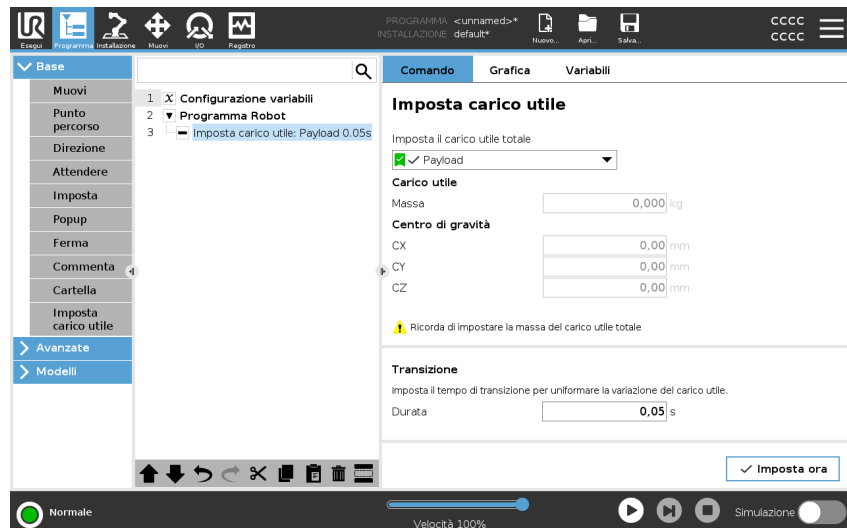 UR
PROGRAMMA <unnamed>*
INSTALLAZIONE default*
cccc
cccc
Esegui
Programma
Installazione
Muovi
I/O
Registro
Nuovo...
Apri...
Salva...
Base
Muovi
Punto
percorso
Direzione
Attendere
Imposta
Popup
Ferma
Commenta
Cartella
Imposta
carico utile
Avanzate
Modelli
1 X Configurazione variabili
2 Programma Robot
3 Imposta carico utile: Payload 0.05s
Comando Grafica Variabili
Imposta carico utile
Imposta il carico utile totale
Payload
Carico utile
Massa 0,000 kg
Centro di gravità
CX 0,00 mm
CY 0,00 mm
CZ 0,00 mm
Ricorda di impostare la massa del carico utile totale
Transizione
Imposta il tempo di transizione per uniformare la variazione del carico utile.
Durata 0,05 s
Imposta ora
Normale
Velocità 100%
Simulazione